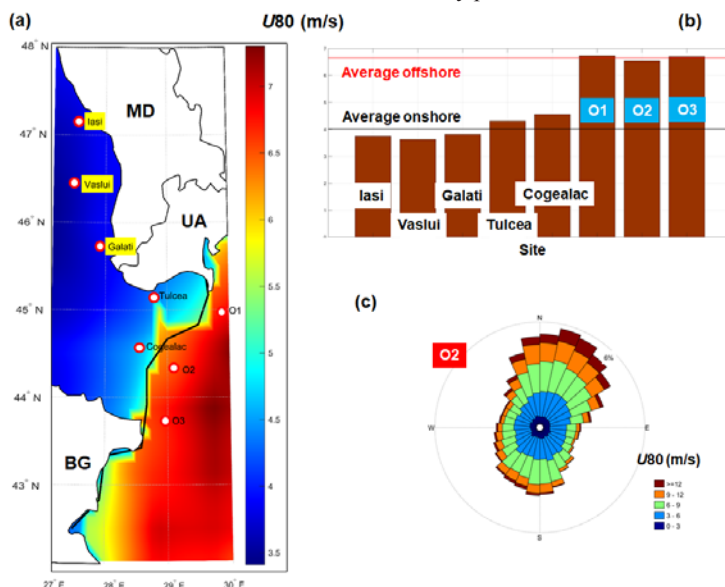 (a)
U80 (m/s)
(b)
48° N
47° N
46° N
45° N
44° N
43° N
27° E
28° E
29° E
30° E
MD
UA
BG
Iasi
Vaslui
Galati
Tulcea
Cogealac
O1
O2
O3
7
6.5
6
5.5
5
4.5
4
3.5
Average offshore
Average onshore
O1
O2
O3
Iasi
Vaslui
Galati
Tulcea
Cogealac
Site
(c)
O2
N
6%
W
E
S
U80 (m/s)
>=12
9 - 12
6 - 9
3 - 6
0 - 3